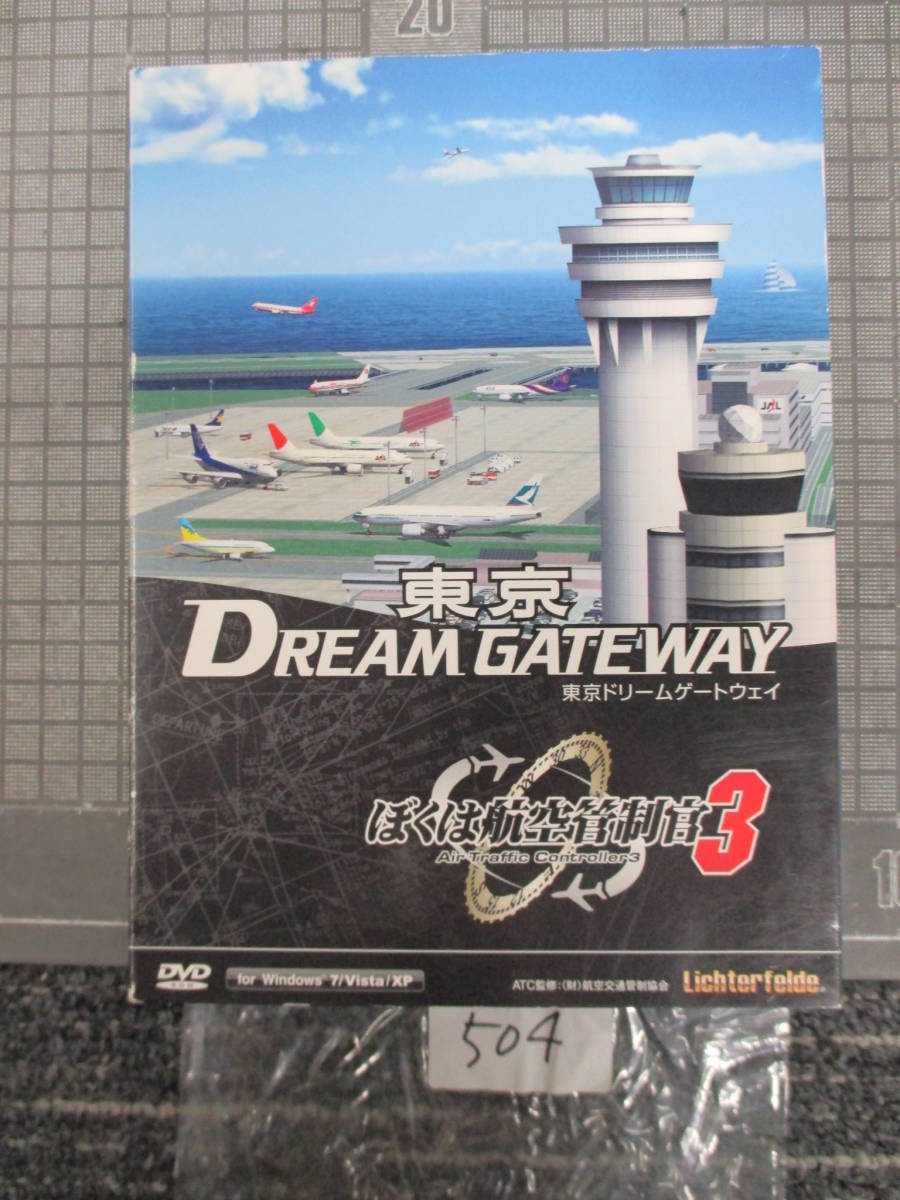 20
JAL
東京
DREAM GATEWAY
東京ドリームゲートウェイ
ぼくは航空管制官3
Air Traffic Controller3
DVD
for Windows® 7/Vista/XP
ATC監修:(財)航空交通管制協会
Lichterfelde
504